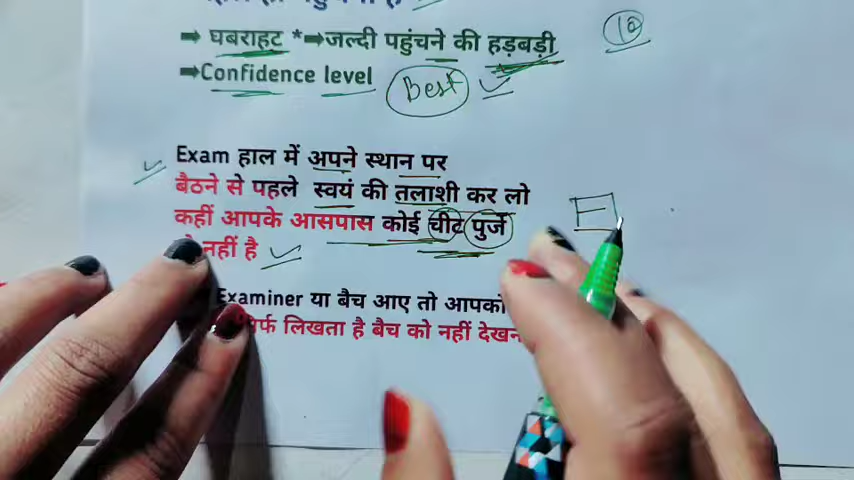 ➡ घबराहट *➡जल्दी पहुंचने की हड़बड़ी
10
➡Confidence level Best
Exam हाल में अपने स्थान पर
बैठने से पहले स्वयं की तलाशी कर लो
कहीं आपके आसपास कोई चीट पुर्जे
नहीं है
Examiner या बैच आए तो आपको
लिखता है बैच को नहीं